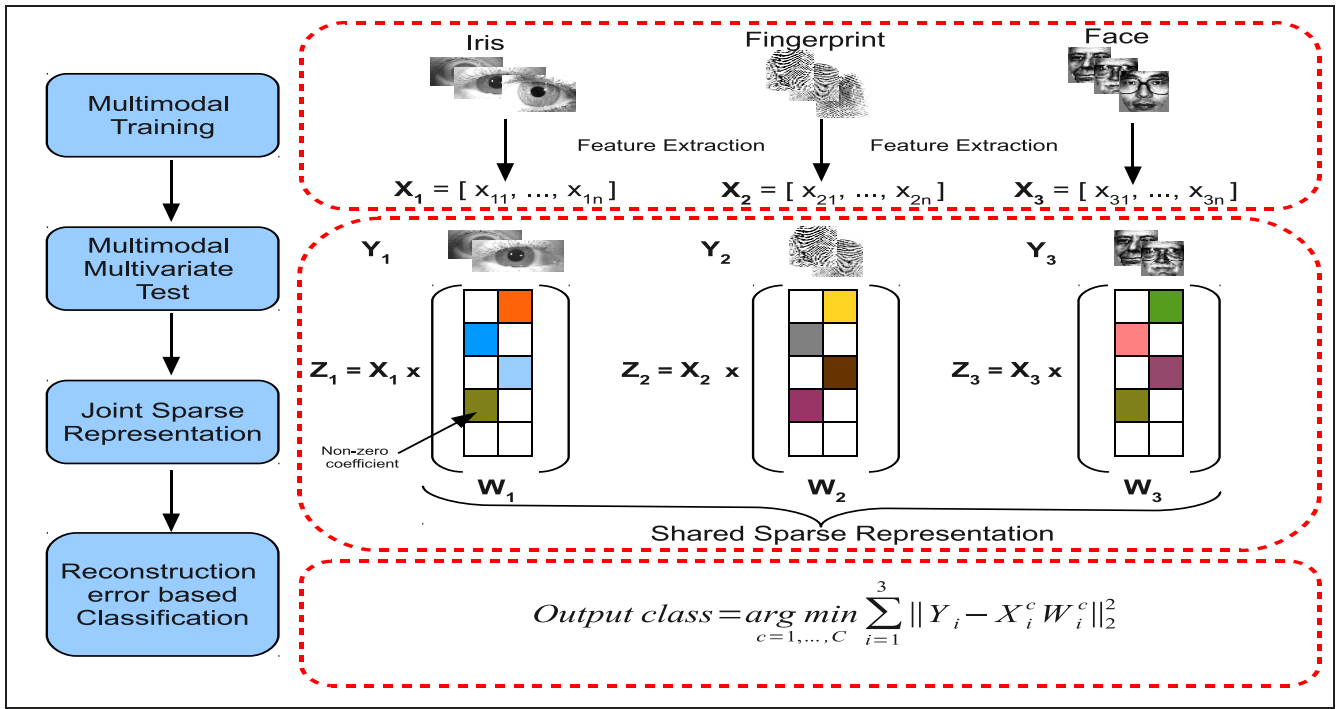 Multimodal
Training
Multimodal
Multivariate
Test
Joint Sparse
Representation
Reconstruction
error based
Classification
Iris
Fingerprint
Face
Feature Extraction
Feature Extraction
X₁ = [ x₁₁, ..., x₁ₙ]
X₂ = [ x₂₁, ..., x₂ₙ]
X₃ = [ x₃₁, ..., x₃ₙ]
Y₁
Y₂
Y₃
Z₁ = X₁ x
Z₂ = X₂ x
Z₃ = X₃ x
Non-zero
coefficient
W₁
W₂
W₃
Shared Sparse Representation
Output class = arg min_{c=1,...,C} ∑_{i=1}^{3} || Y_i − X_i^c W_i^c ||_2^2